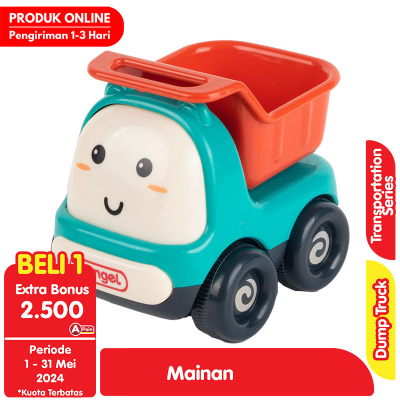 PRODUK ONLINE
Pengiriman 1-3 Hari
Transportation
Series
Dump Truck
BELI 1
Extra Bonus
2.500
A-Poin
Periode
1 - 31 Mei
2024
*Kuota Terbatas
Mainan